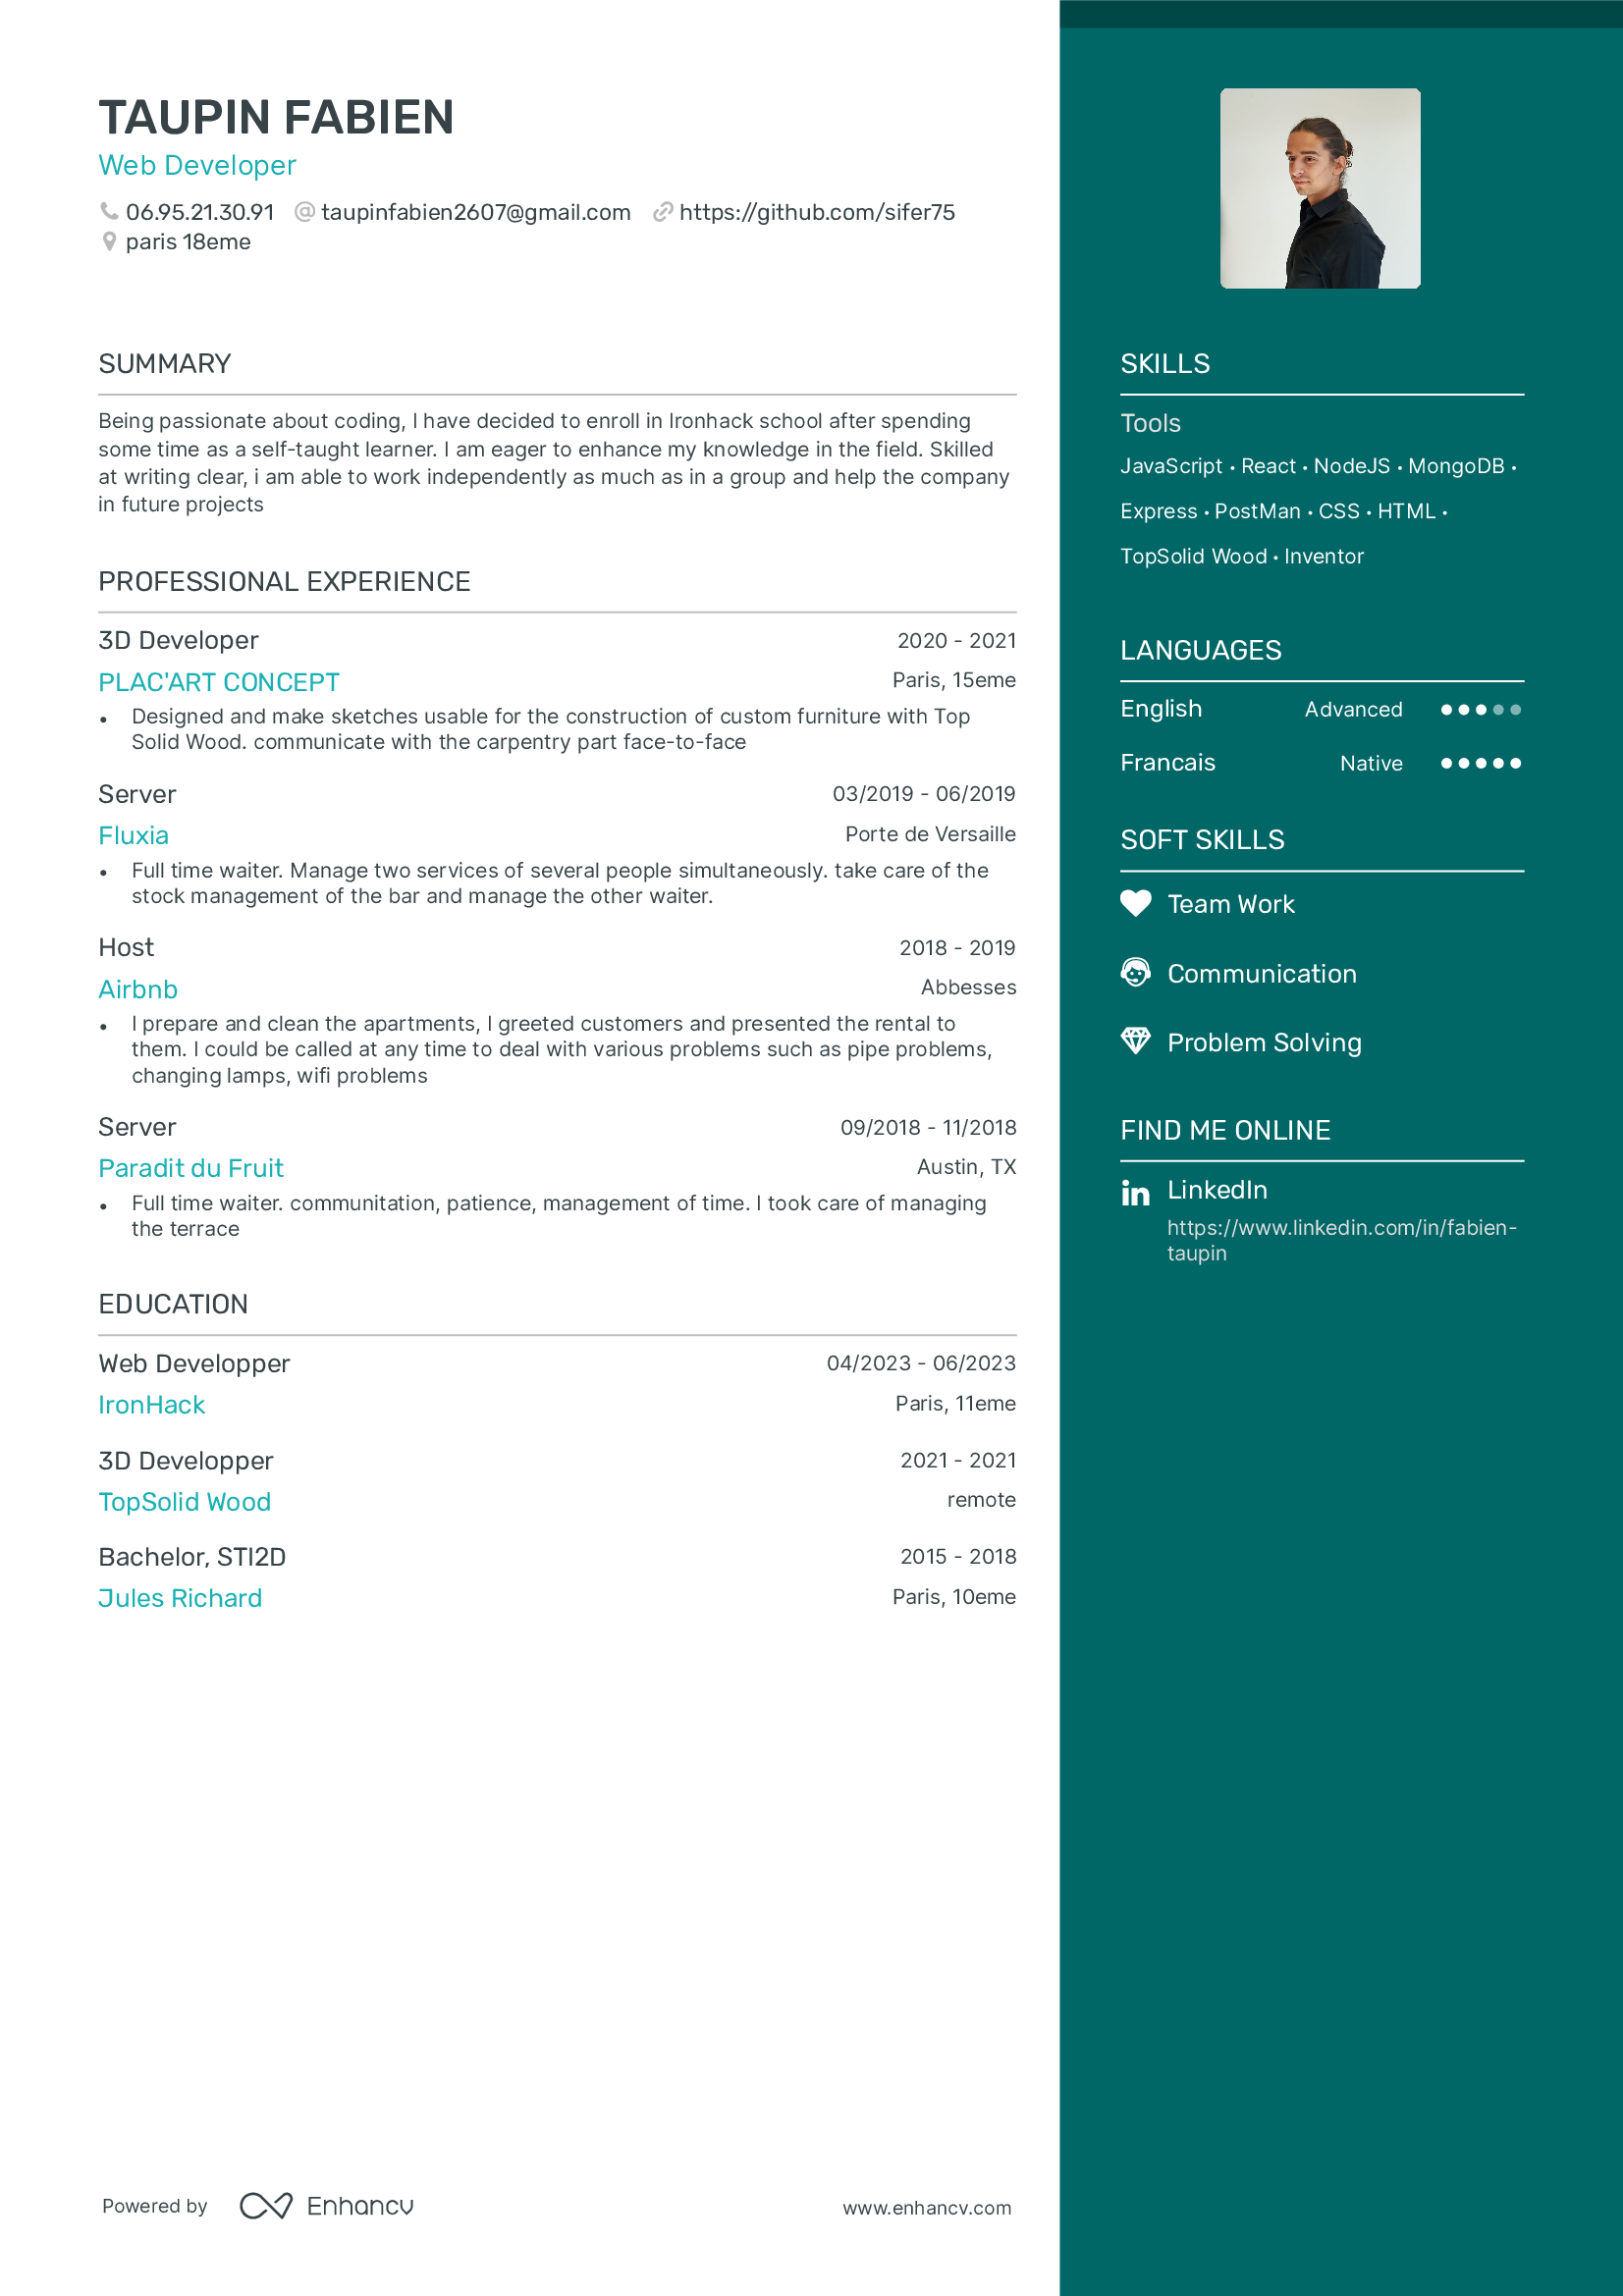 TAUPIN FABIEN
Web Developer
06.95.21.30.91 taupinfabien2607@gmail.com https://github.com/sifer75
paris 18eme
SUMMARY
Being passionate about coding, I have decided to enroll in Ironhack school after spending
some time as a self-taught learner. I am eager to enhance my knowledge in the field. Skilled
at writing clear, i am able to work independently as much as in a group and help the company
in future projects
PROFESSIONAL EXPERIENCE
3D Developer 2020 - 2021
PLAC'ART CONCEPT Paris, 15eme
• Designed and make sketches usable for the construction of custom furniture with Top
Solid Wood. communicate with the carpentry part face-to-face
Server 03/2019 - 06/2019
Fluxia Porte de Versaille
• Full time waiter. Manage two services of several people simultaneously. take care of the
stock management of the bar and manage the other waiter.
Host 2018 - 2019
Airbnb Abbesses
• I prepare and clean the apartments, I greeted customers and presented the rental to
them. I could be called at any time to deal with various problems such as pipe problems,
changing lamps, wifi problems
Server 09/2018 - 11/2018
Paradit du Fruit Austin, TX
• Full time waiter. communitation, patience, management of time. I took care of managing
the terrace
EDUCATION
Web Developper 04/2023 - 06/2023
IronHack Paris, 11eme
3D Developper 2021 - 2021
TopSolid Wood remote
Bachelor, STI2D 2015 - 2018
Jules Richard Paris, 10eme
SKILLS
Tools
JavaScript • React • NodeJS • MongoDB •
Express • PostMan • CSS • HTML •
TopSolid Wood • Inventor
LANGUAGES
English Advanced
Francais Native
SOFT SKILLS
Team Work
Communication
Problem Solving
FIND ME ONLINE
LinkedIn
https://www.linkedin.com/in/fabien-
taupin
Powered by Enhancv www.enhancv.com